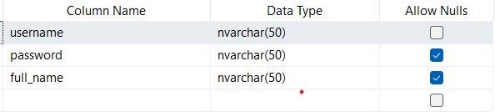 Column Name Data Type Allow Nulls
username nvarchar(50)
password nvarchar(50)
full_name nvarchar(50)